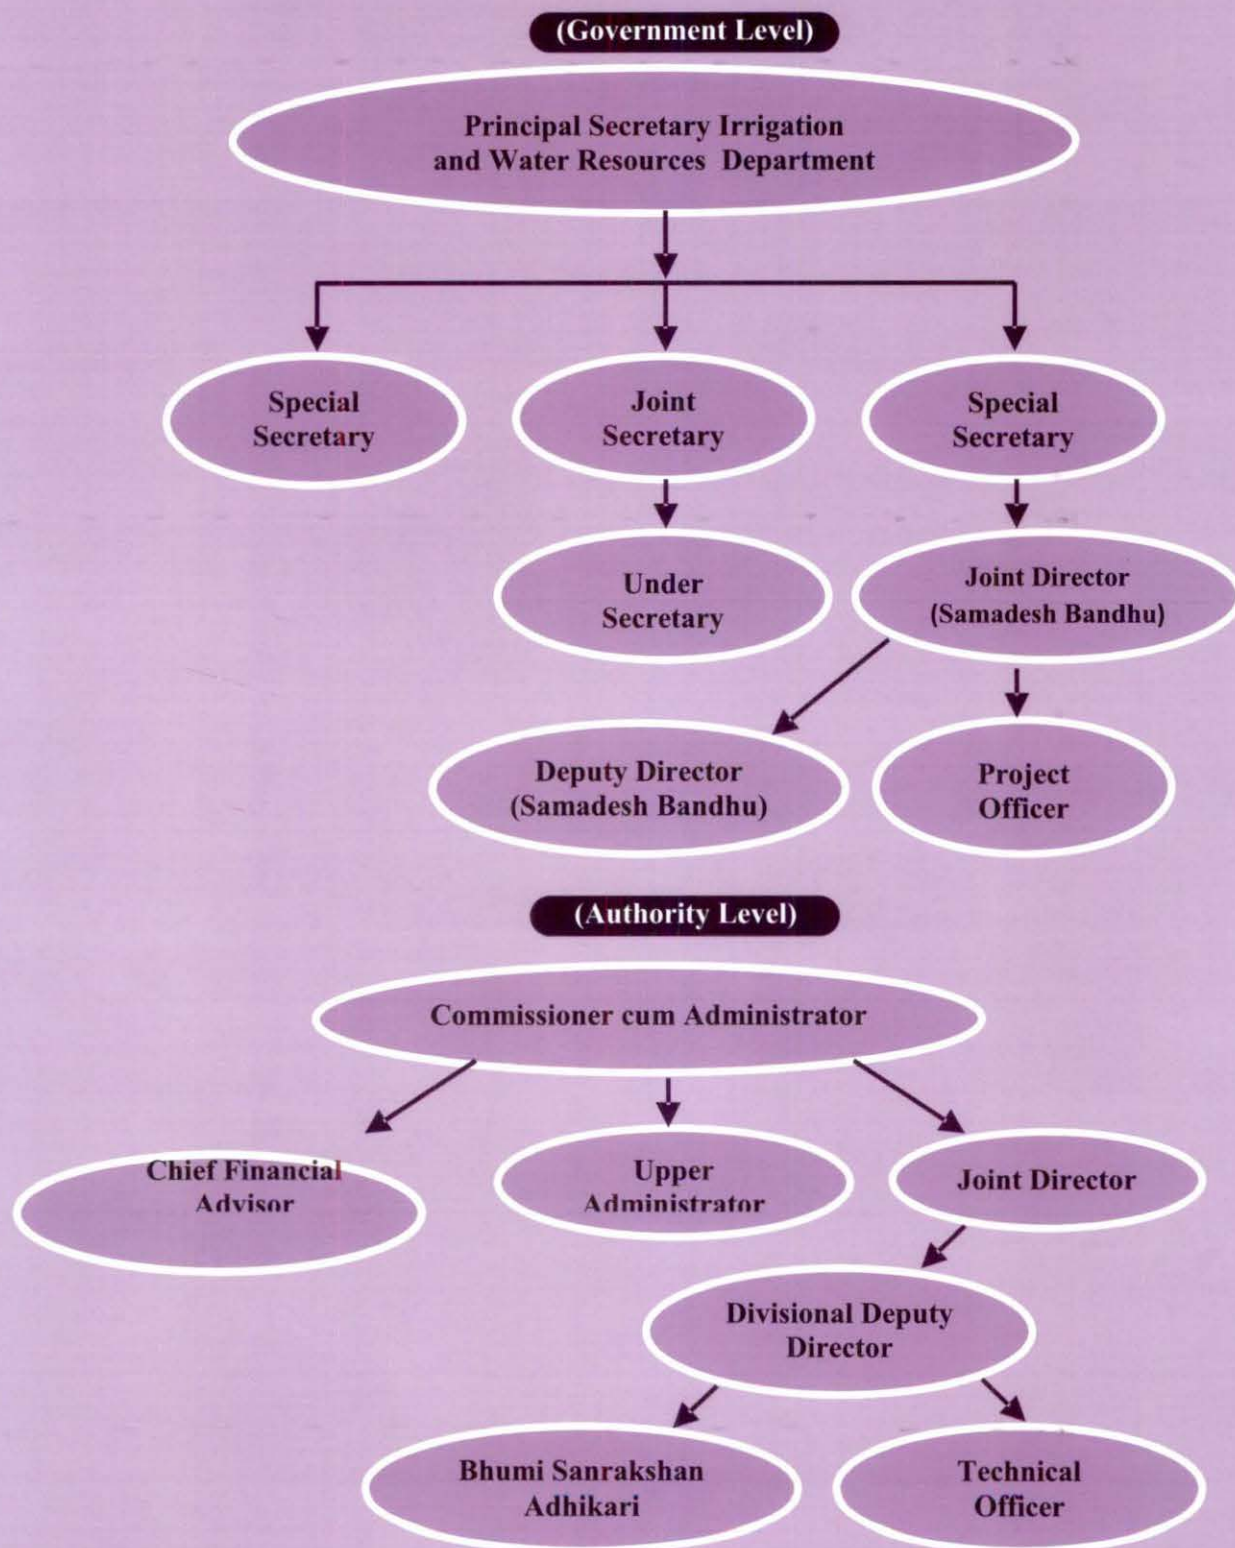 (Government Level)
Principal Secretary Irrigation
and Water Resources Department
Special
Secretary
Joint
Secretary
Special
Secretary
Under
Secretary
Joint Director
(Samadesh Bandhu)
Deputy Director
(Samadesh Bandhu)
Project
Officer
(Authority Level)
Commissioner cum Administrator
Chief Financial
Advisor
Upper
Administrator
Joint Director
Divisional Deputy
Director
Bhumi Sanrakshan
Adhikari
Technical
Officer